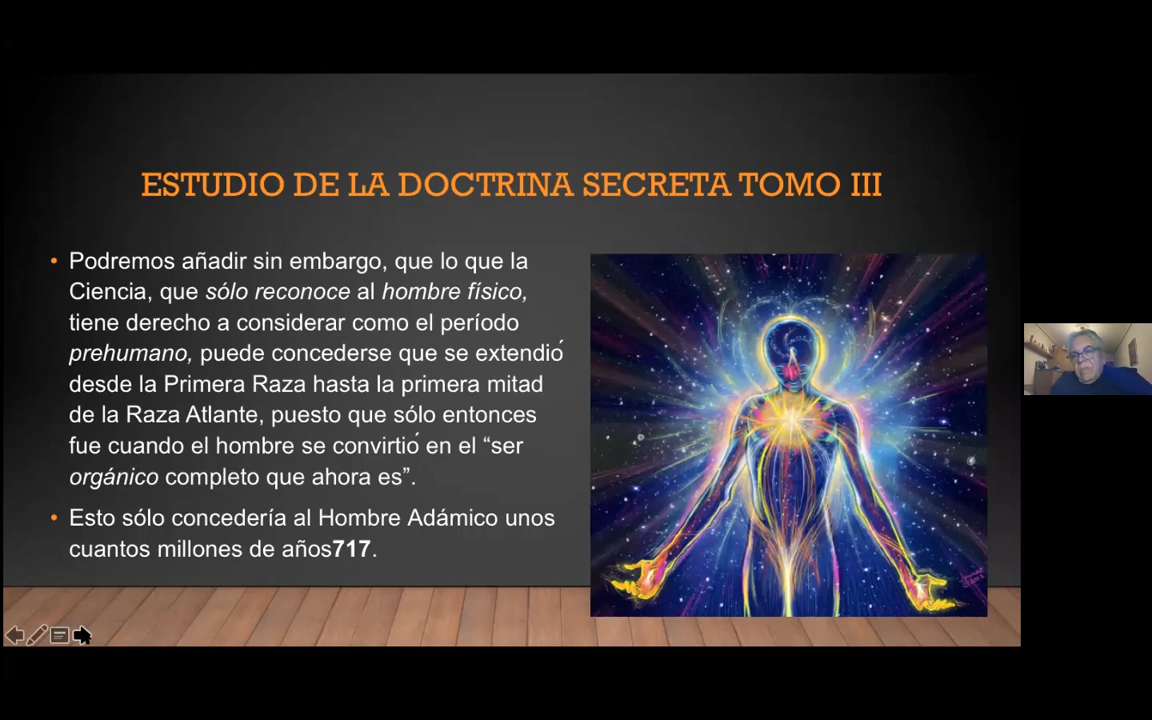 ESTUDIO DE LA DOCTRINA SECRETA TOMO III
• Podremos añadir sin embargo, que lo que la
Ciencia, que sólo reconoce al hombre físico,
tiene derecho a considerar como el período
prehumano, puede concederse que se extendió
desde la Primera Raza hasta la primera mitad
de la Raza Atlante, puesto que sólo entonces
fue cuando el hombre se convirtió en el “ser
orgánico completo que ahora es”.
• Esto sólo concedería al Hombre Adámico unos
cuantos millones de años717.